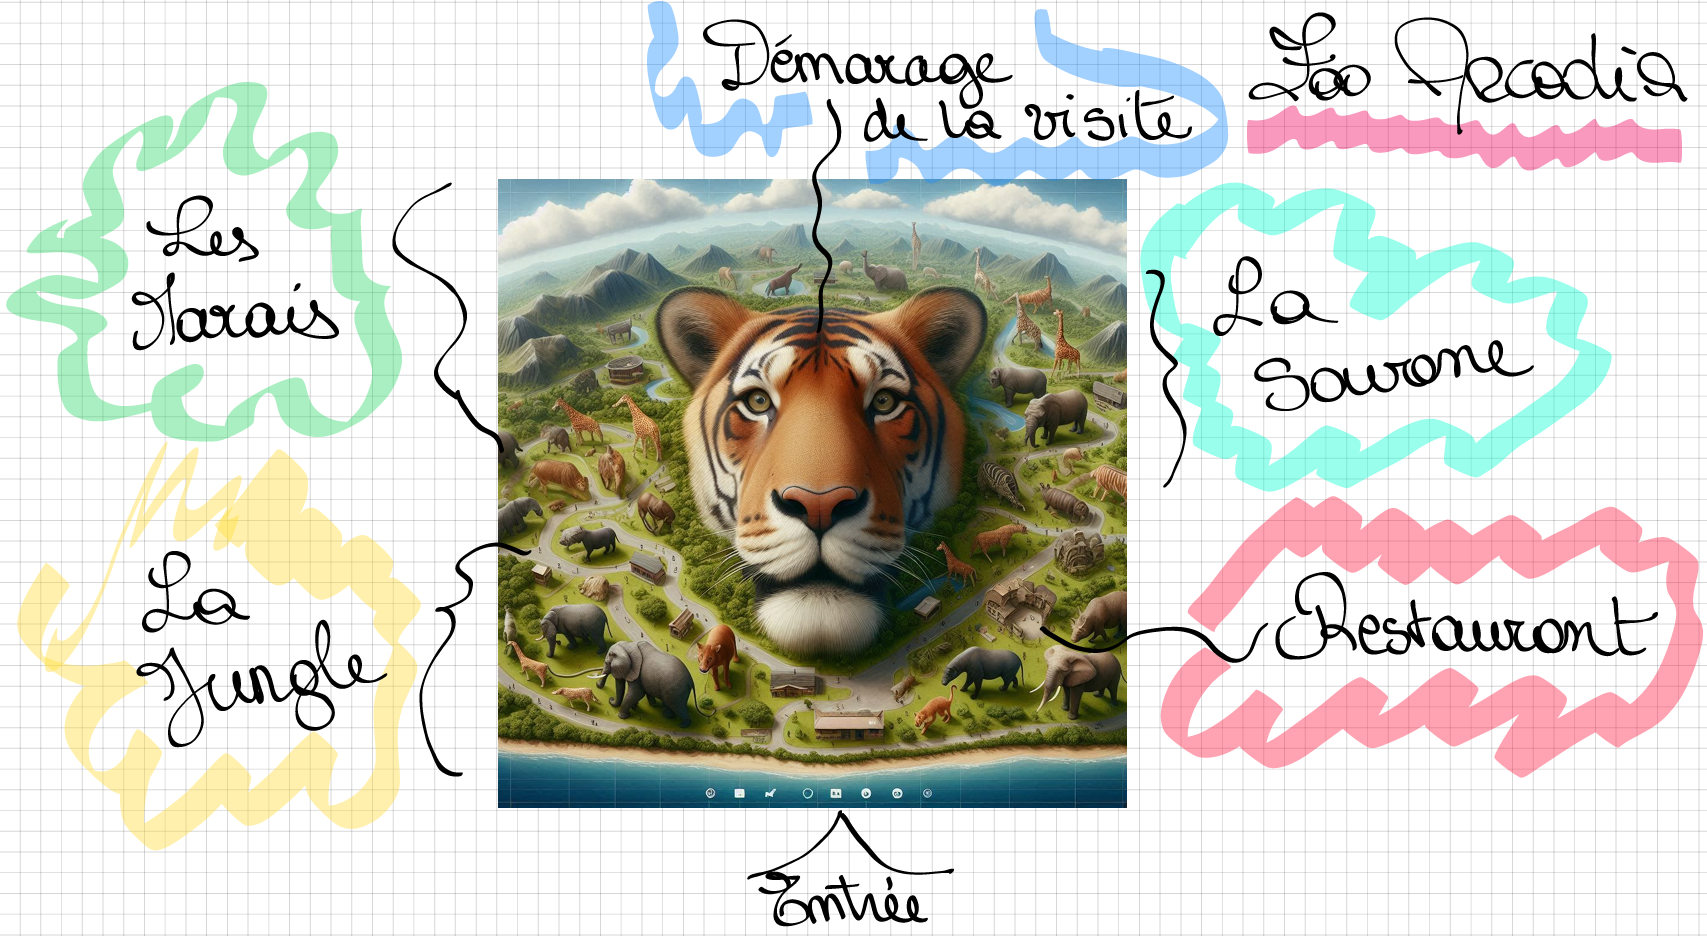 Démarage
de la visite
Zoo Arcadia
Les
Marais
La
Savane
La
Jungle
Restaurant
Entrée